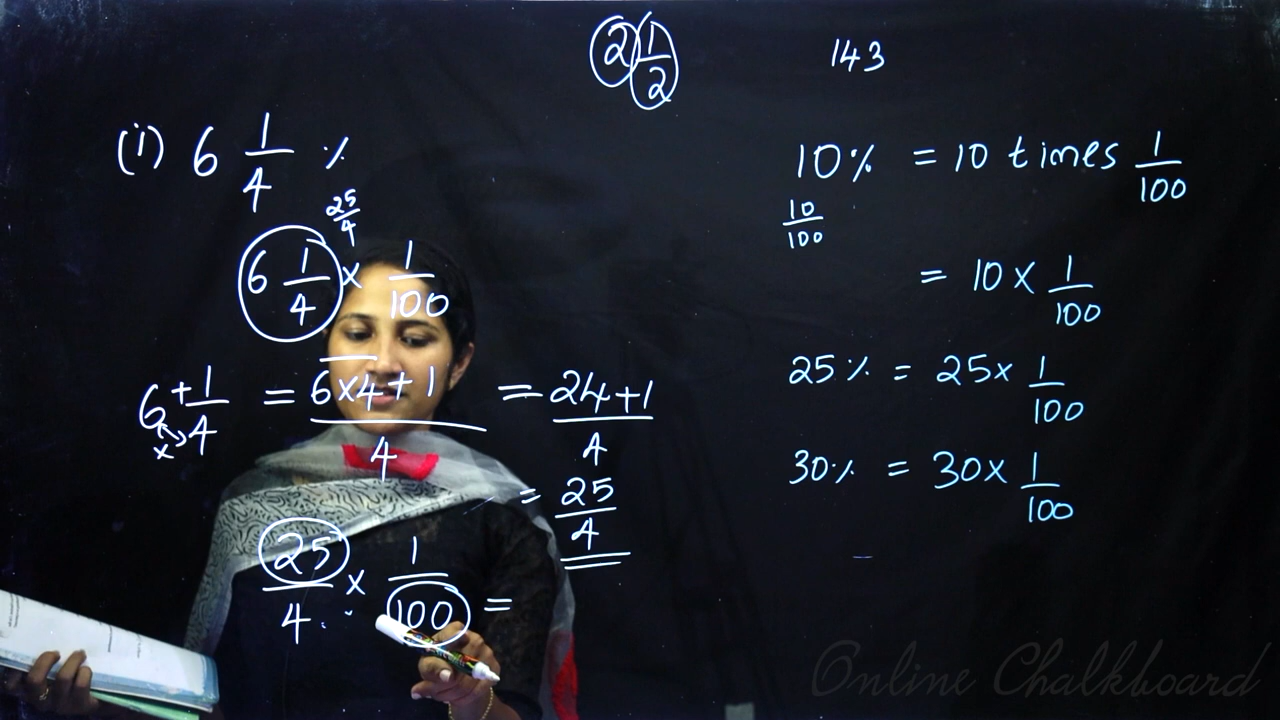 2 1/2
143
(i) 6 1/4 %
25/4
6 1/4 × 1/100
6 + 1/4 = 6×4+1/4 = 24+1/4
×
= 25/4
25/4 × 1/100 =
10% = 10 times 1/100
10/100
= 10 × 1/100
25% = 25× 1/100
30% = 30× 1/100
Online Chalkboard